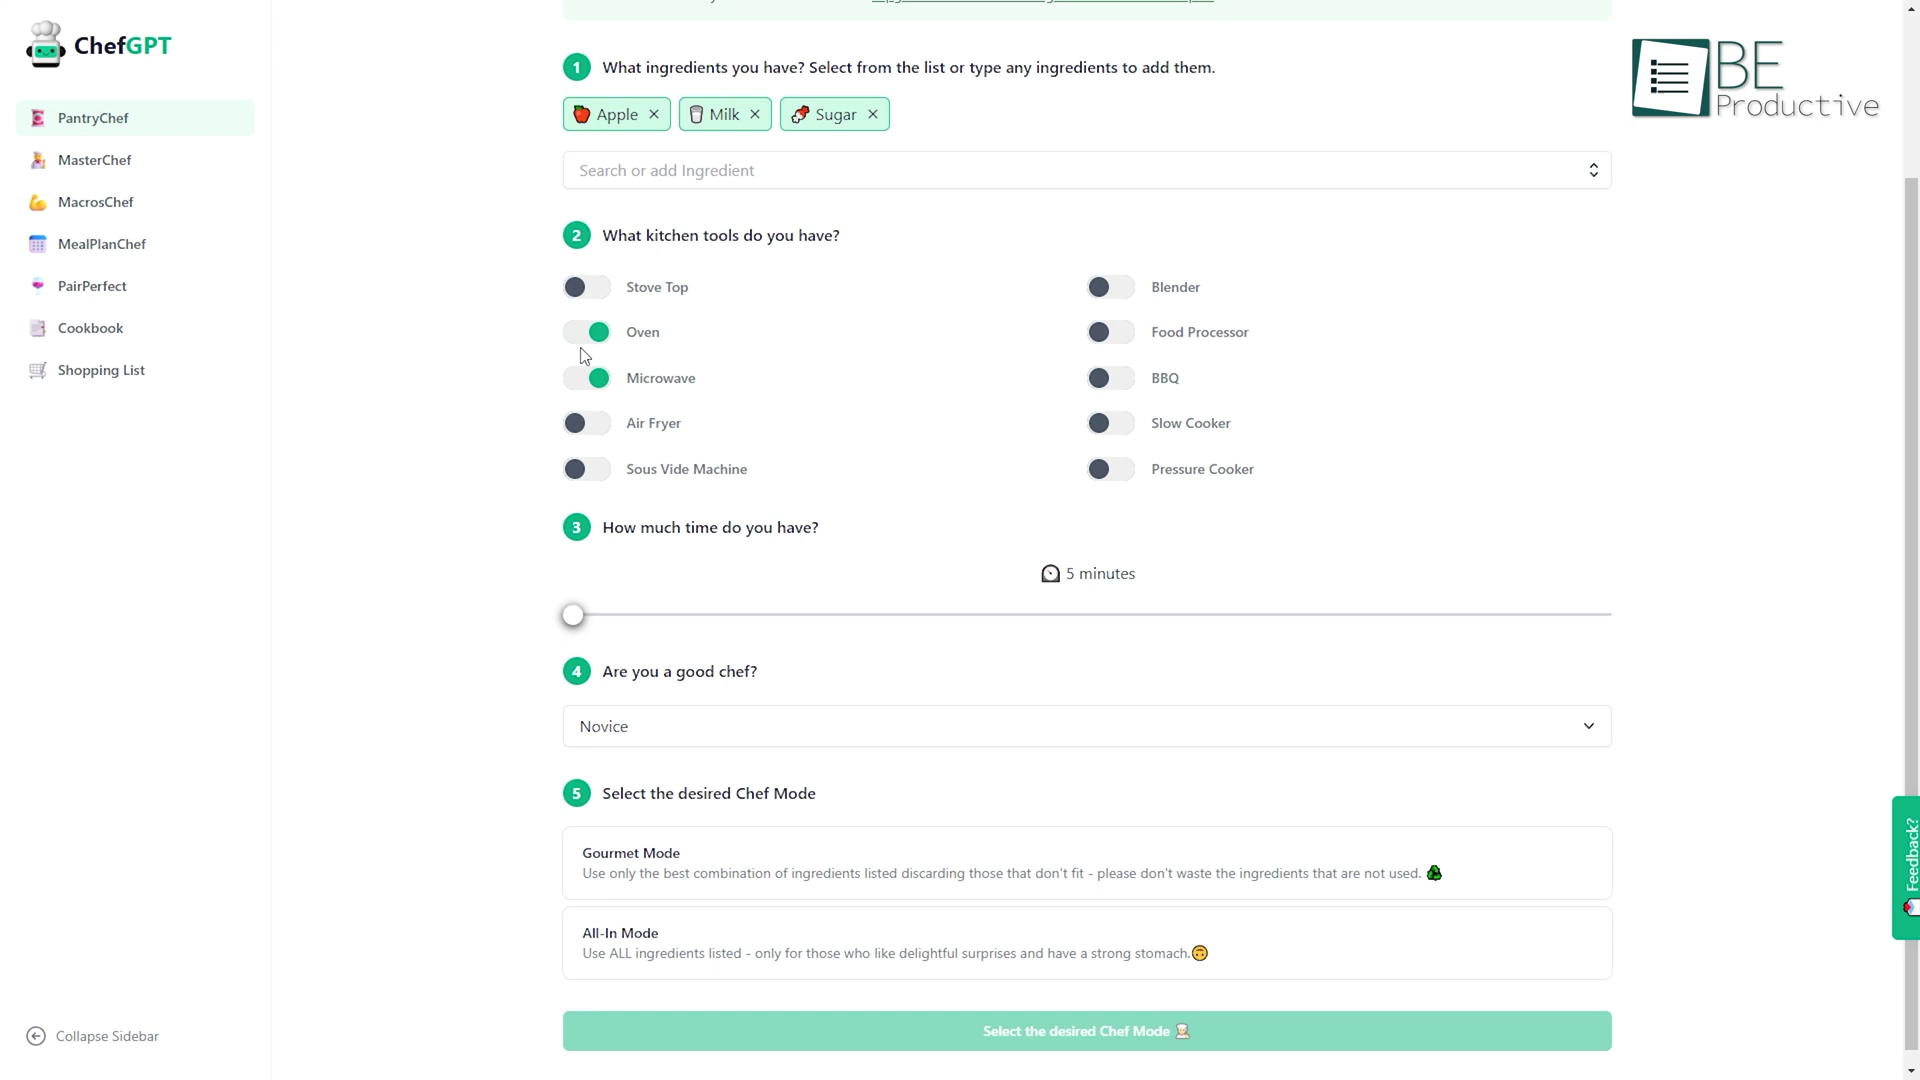 ChefGPT
PantryChef
MasterChef
MacrosChef
MealPlanChef
PairPerfect
Cookbook
Shopping List
Collapse Sidebar
1 What ingredients you have? Select from the list or type any ingredients to add them.
Apple Milk Sugar
Search or add Ingredient
2 What kitchen tools do you have?
Stove Top Blender
Oven Food Processor
Microwave BBQ
Air Fryer Slow Cooker
Sous Vide Machine Pressure Cooker
3 How much time do you have?
5 minutes
4 Are you a good chef?
Novice
5 Select the desired Chef Mode
Gourmet Mode
Use only the best combination of ingredients listed discarding those that don't fit - please don't waste the ingredients that are not used.
All-In Mode
Use ALL ingredients listed - only for those who like delightful surprises and have a strong stomach.
Select the desired Chef Mode
BE
Productive
Feedback?